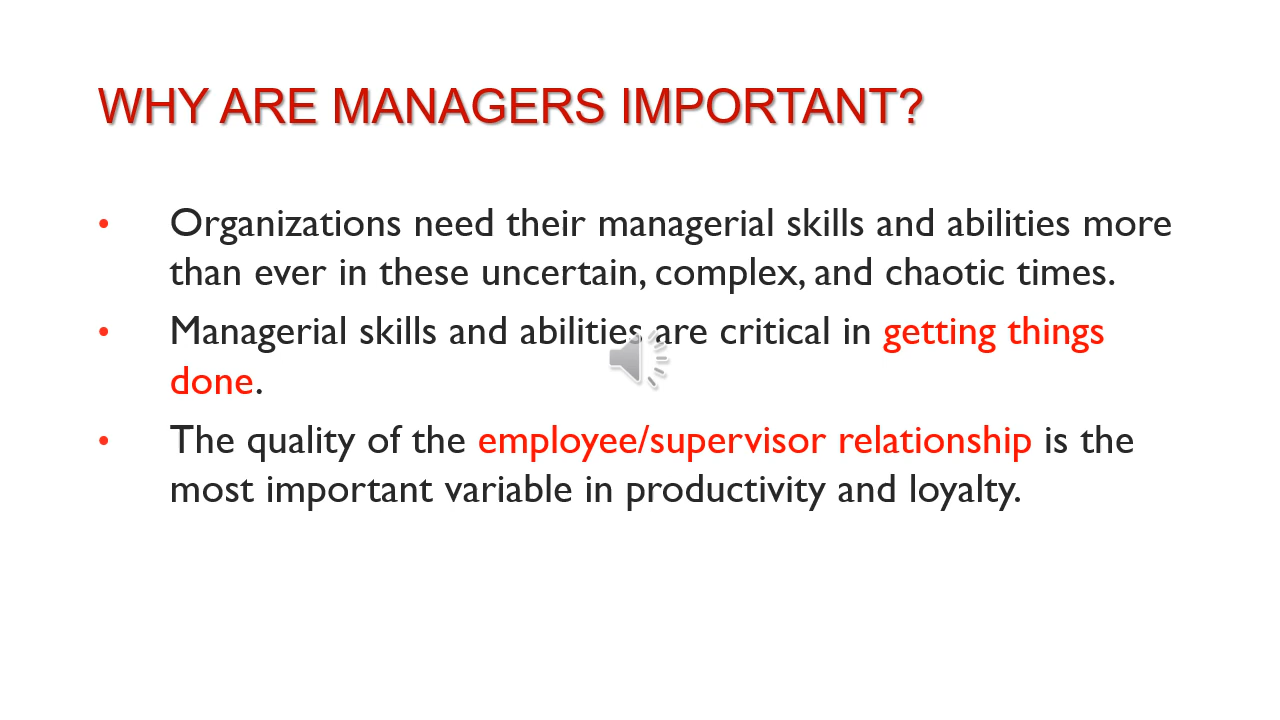 WHY ARE MANAGERS IMPORTANT?
• Organizations need their managerial skills and abilities more
than ever in these uncertain, complex, and chaotic times.
• Managerial skills and abilities are critical in getting things
done.
• The quality of the employee/supervisor relationship is the
most important variable in productivity and loyalty.